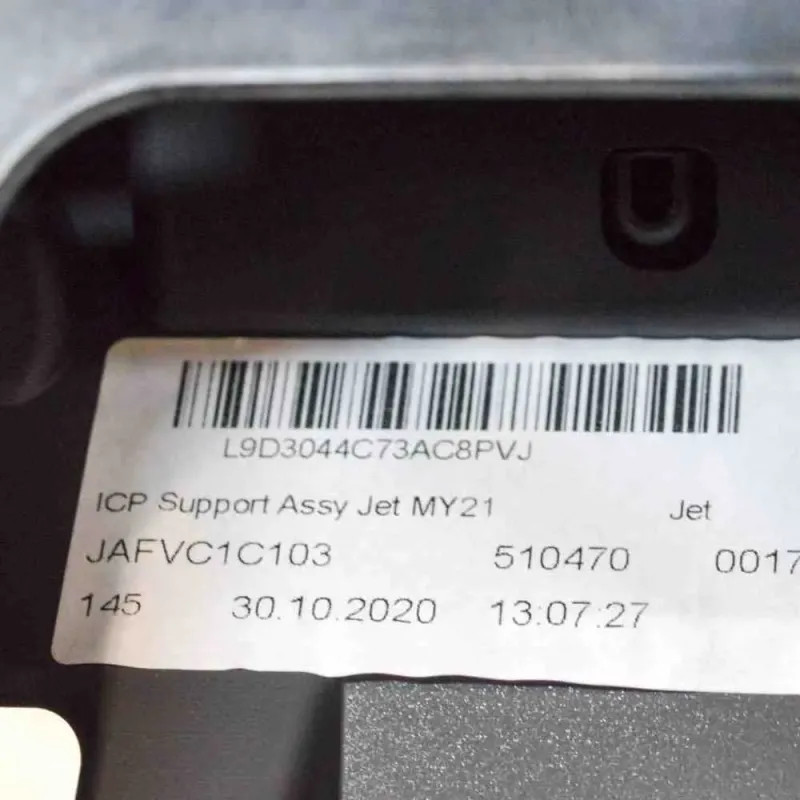 L9D3044C73AC8PVJ
ICP Support Assy Jet MY21 Jet
JAFVC1C103 510470 0017
145 30.10.2020 13:07:27